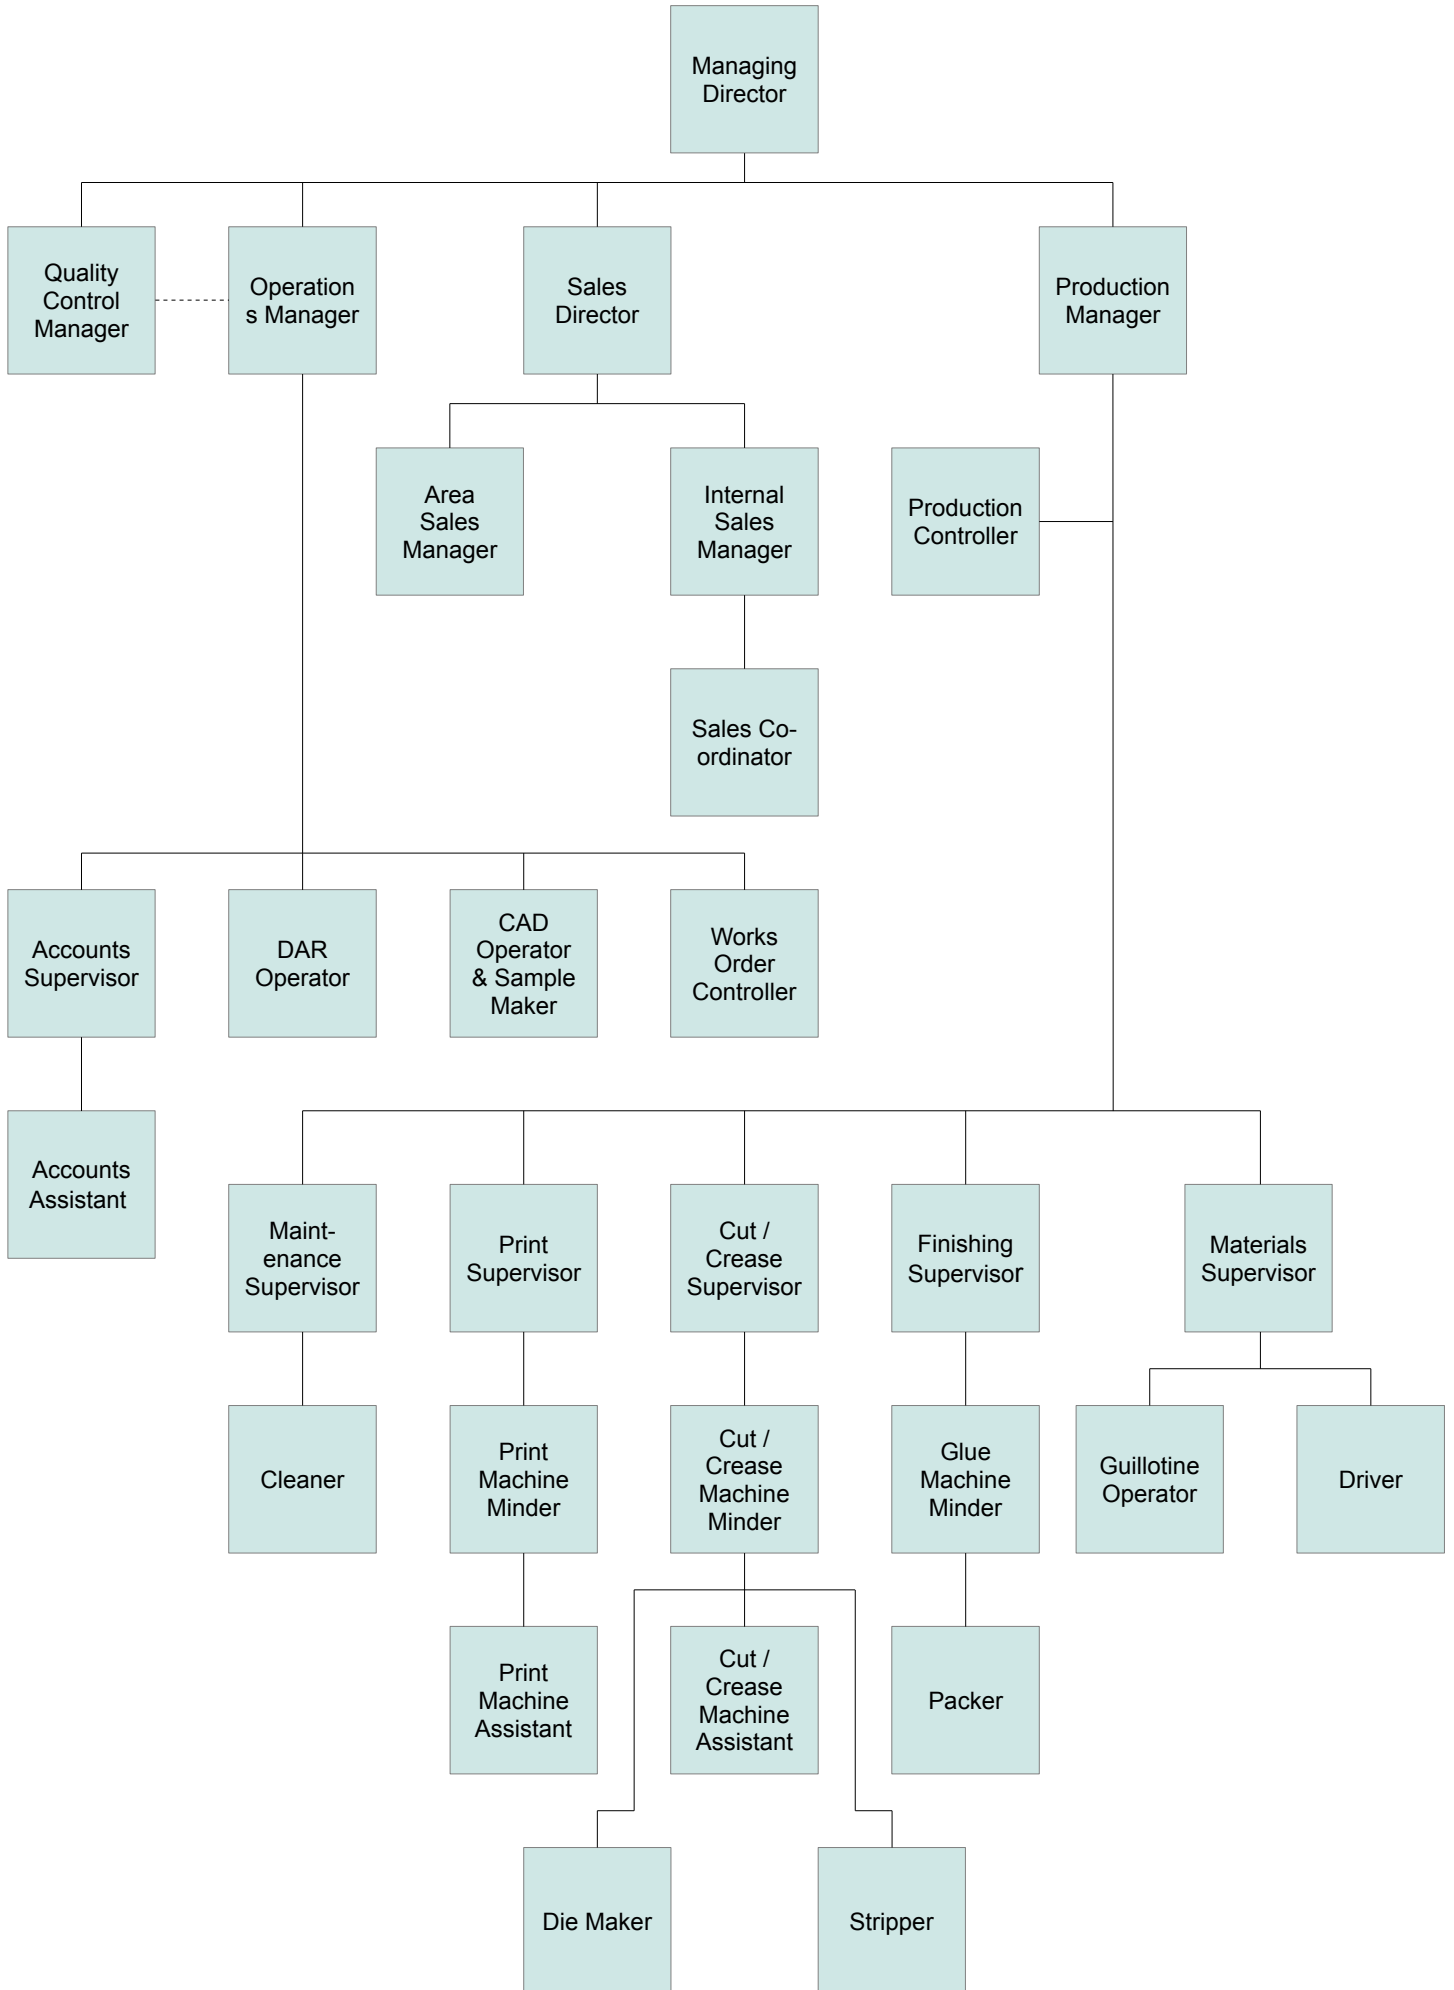 Managing
Director
Quality
Control
Manager
Operation
s Manager
Sales
Director
Production
Manager
Area
Sales
Manager
Internal
Sales
Manager
Production
Controller
Sales Co-
ordinator
Accounts
Supervisor
DAR
Operator
CAD
Operator
& Sample
Maker
Works
Order
Controller
Accounts
Assistant
Maint-
enance
Supervisor
Print
Supervisor
Cut /
Crease
Supervisor
Finishing
Supervisor
Materials
Supervisor
Cleaner
Print
Machine
Minder
Cut /
Crease
Machine
Minder
Glue
Machine
Minder
Guillotine
Operator
Driver
Print
Machine
Assistant
Cut /
Crease
Machine
Assistant
Packer
Die Maker
Stripper